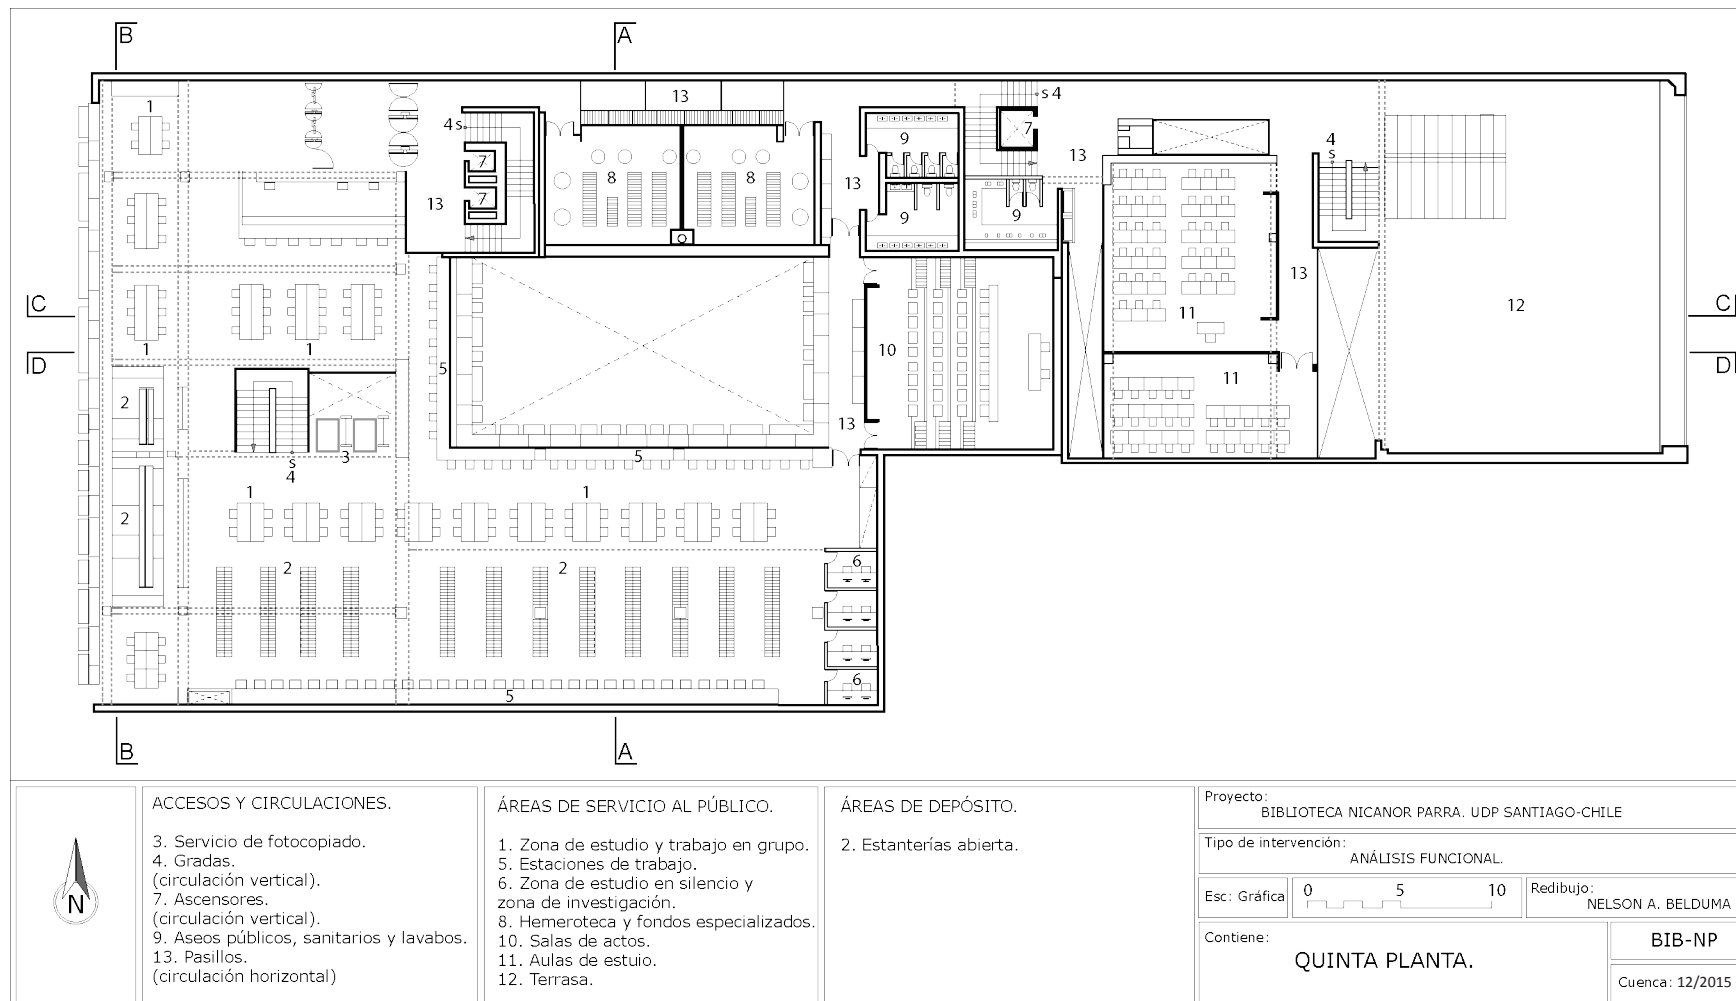 B
A
1
13
s 4
4 s
7
9
7
4
s
8
8
13
13
7
13
9
9
13
C
1
1
5
10
11
12
C
D
2
11
D
3
s
4
13
5
1
1
2
2
2
6
5
6
B
A
N
ACCESOS Y CIRCULACIONES.
3. Servicio de fotocopiado.
4. Gradas.
(circulación vertical).
7. Ascensores.
(circulación vertical).
9. Aseos públicos, sanitarios y lavabos.
13. Pasillos.
(circulación horizontal)
ÁREAS DE SERVICIO AL PÚBLICO.
1. Zona de estudio y trabajo en grupo.
5. Estaciones de trabajo.
6. Zona de estudio en silencio y
zona de investigación.
8. Hemeroteca y fondos especializados.
10. Salas de actos.
11. Aulas de estuio.
12. Terrasa.
ÁREAS DE DEPÓSITO.
2. Estanterías abierta.
Proyecto:
BIBLIOTECA NICANOR PARRA. UDP SANTIAGO-CHILE
Tipo de intervención:
ANÁLISIS FUNCIONAL.
Esc: Gráfica
0 5 10
Redibujo:
NELSON A. BELDUMA
Contiene:
QUINTA PLANTA.
BIB-NP
Cuenca: 12/2015